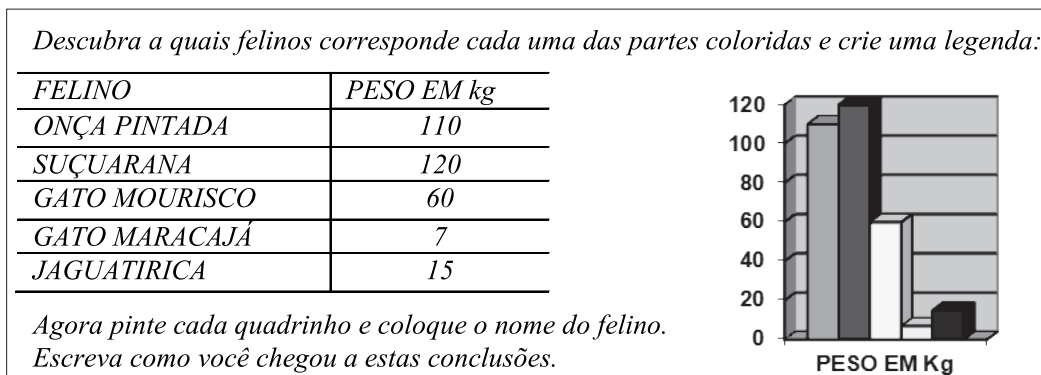 Descubra a quais felinos corresponde cada uma das partes coloridas e crie uma legenda:
FELINO PESO EM kg
ONÇA PINTADA 110
SUÇUARANA 120
GATO MOURISCO 60
GATO MARACAJÁ 7
JAGUATIRICA 15
Agora pinte cada quadrinho e coloque o nome do felino.
Escreva como você chegou a estas conclusões.
120
100
80
60
40
20
0
PESO EM Kg